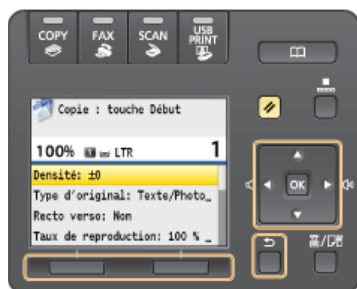 COPY FAX SCAN USB PRINT
Copie : touche Début
100% LTR 1
Densité: ±0
Type d'original: Texte/Photo…
Recto verso: Non
Taux de reproduction: 100 % …
OK